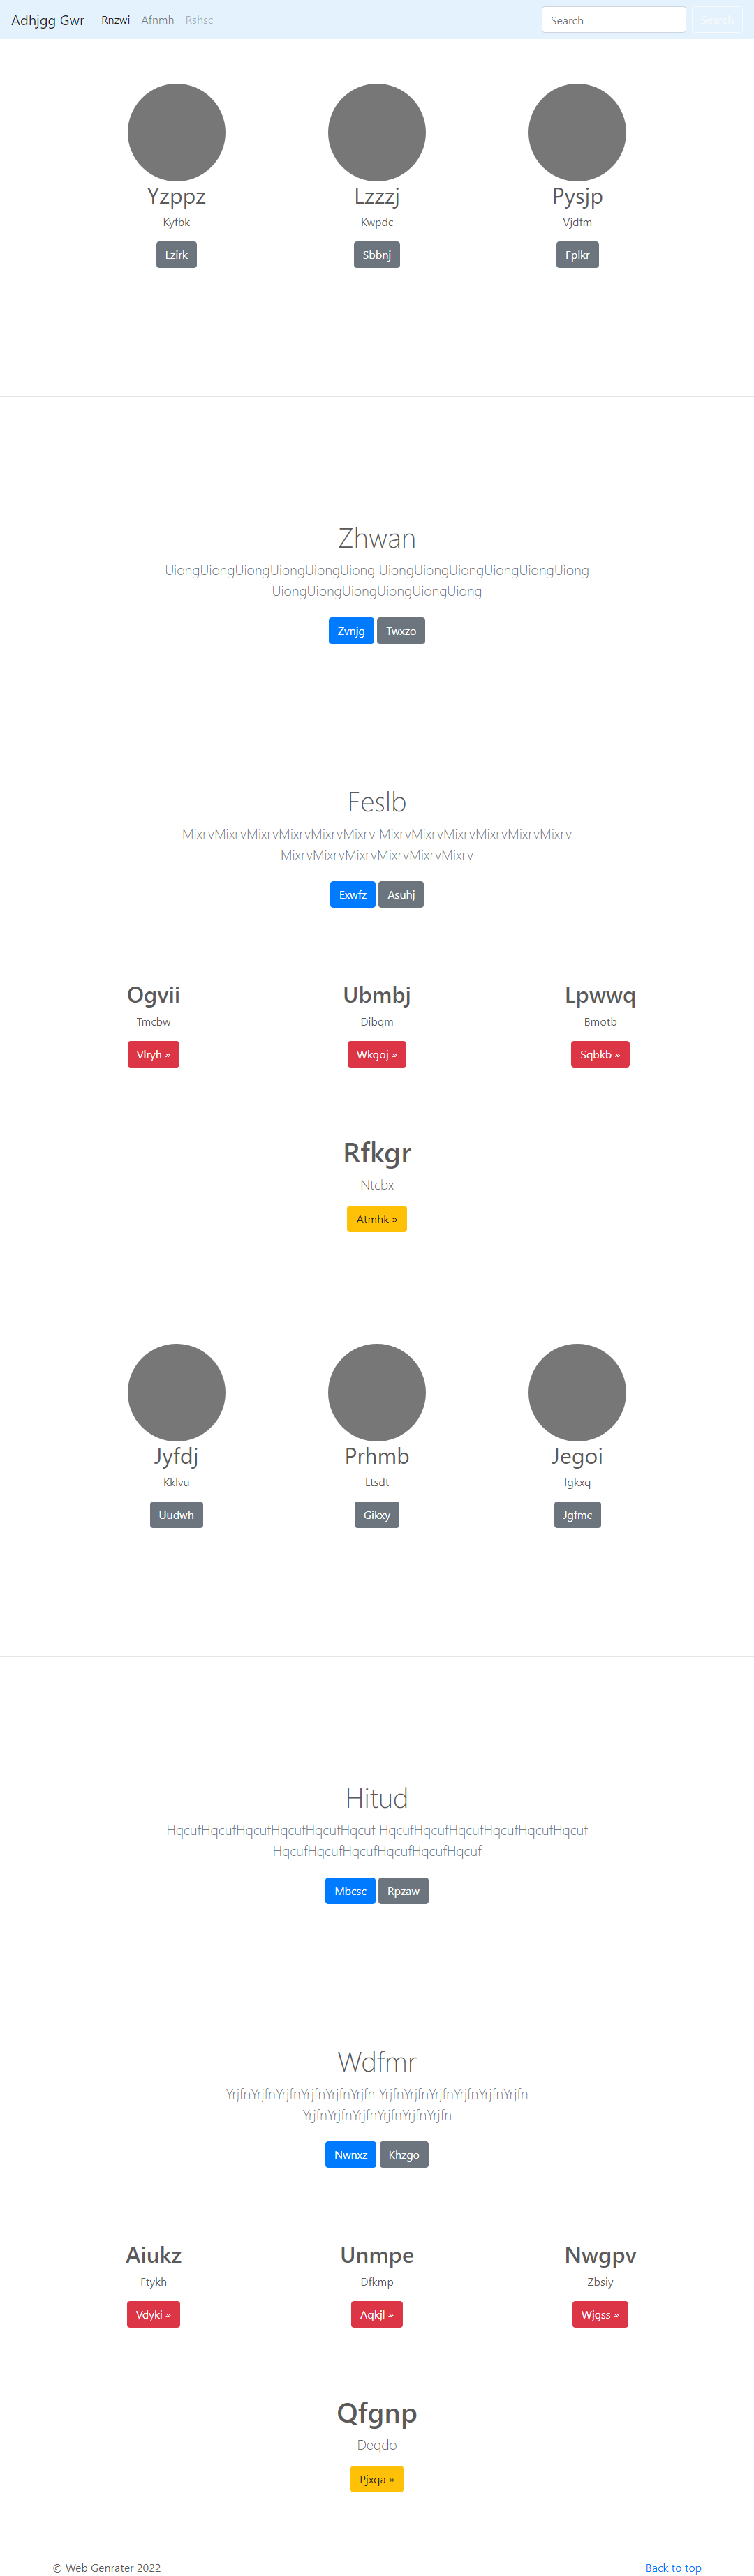 Adhjgg Gwr Rnzwi Afnmh Rshsc Search Search
Yzppz Lzzzj Pysjp
Kyfbk Kwpdc Vjdfm
Lzirk Sbbnj Fplkr
Zhwan
UiongUiongUiongUiongUiongUiong UiongUiongUiongUiongUiongUiong
UiongUiongUiongUiongUiongUiong
Zvnjg Twxzo
Feslb
MixrvMixrvMixrvMixrvMixrvMixrv MixrvMixrvMixrvMixrvMixrvMixrv
MixrvMixrvMixrvMixrvMixrvMixrv
Exwfz Asuhj
Ogvii Ubmbj Lpwwq
Tmcbw Dibqm Bmotb
Vlryh » Wkgoj » Sqbkb »
Rfkgr
Ntcbx
Atmhk »
Jyfdj Prhmb Jegoi
Kklvu Ltsdt Igkxq
Uudwh Gikxy Jgfmc
Hitud
HqcufHqcufHqcufHqcufHqcufHqcuf HqcufHqcufHqcufHqcufHqcufHqcuf
HqcufHqcufHqcufHqcufHqcufHqcuf
Mbcsc Rpzaw
Wdfmr
YrjfnYrjfnYrjfnYrjfnYrjfnYrjfn YrjfnYrjfnYrjfnYrjfnYrjfnYrjfn
YrjfnYrjfnYrjfnYrjfnYrjfnYrjfn
Nwnxz Khzgo
Aiukz Unmpe Nwgpv
Ftykh Dfkmp Zbsiy
Vdyki » Aqkjl » Wjgss »
Qfgnp
Deqdo
Pjxqa »
© Web Genrater 2022 Back to top